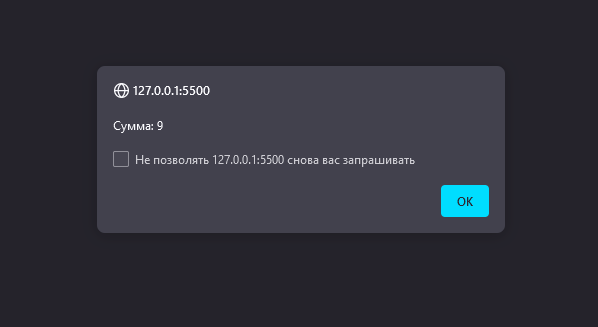 127.0.0.1:5500
Сумма: 9
Не позволять 127.0.0.1:5500 снова вас запрашивать
OK